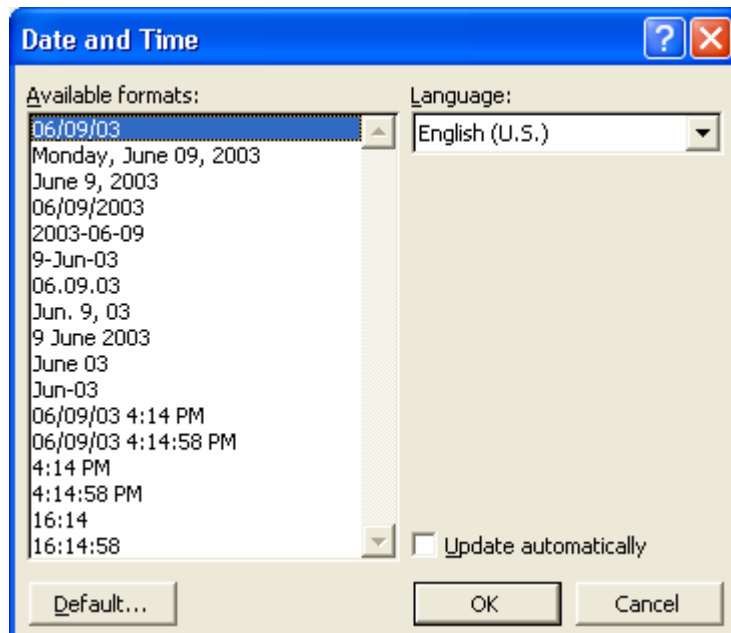 Date and Time
Available formats:
06/09/03
Monday, June 09, 2003
June 9, 2003
06/09/2003
2003-06-09
9-Jun-03
06.09.03
Jun. 9, 03
9 June 2003
June 03
Jun-03
06/09/03 4:14 PM
06/09/03 4:14:58 PM
4:14 PM
4:14:58 PM
16:14
16:14:58
Language:
English (U.S.)
Update automatically
Default...
OK
Cancel